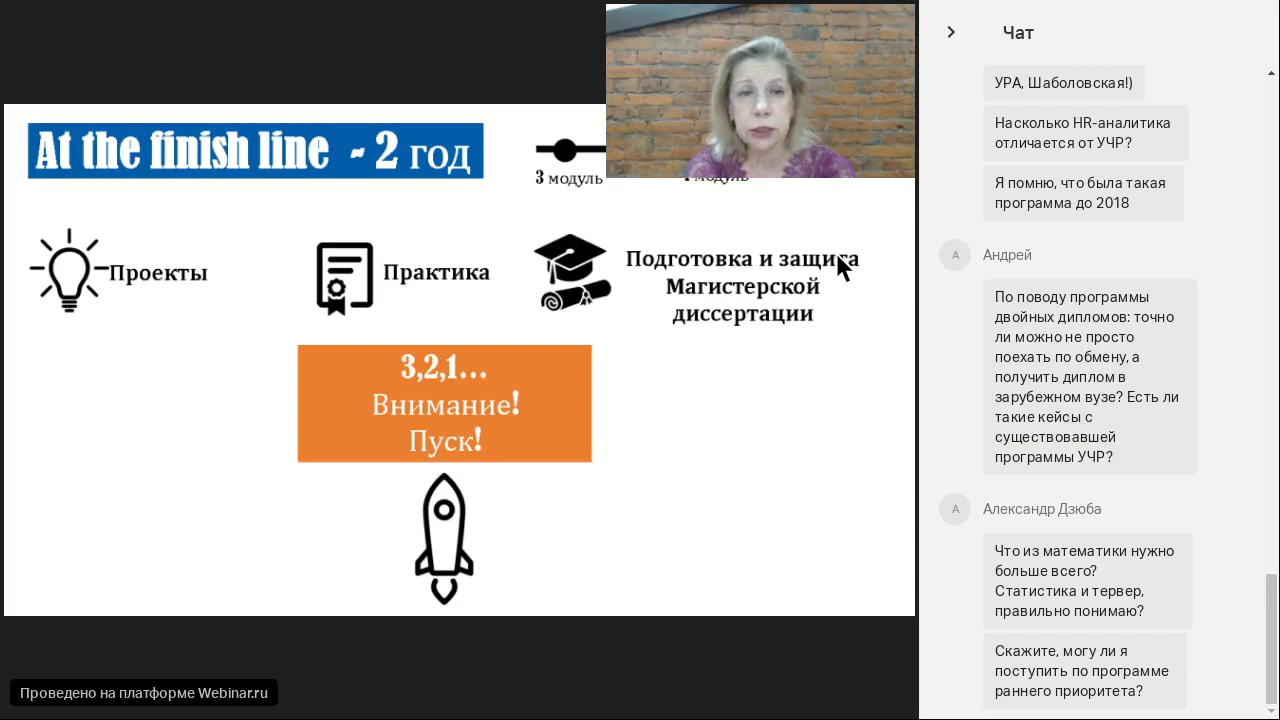 At the finish line - 2 год
3 модуль
модуль
Проекты
Практика
Подготовка и защита
Магистерской
диссертации
3,2,1...
Внимание!
Пуск!
Проведено на платформе Webinar.ru
Чат
УРА, Шаболовская!)
Насколько HR-аналитика
отличается от УЧР?
Я помню, что была такая
программа до 2018
А
Андрей
По поводу программы
двойных дипломов: точно
ли можно не просто
поехать по обмену, а
получить диплом в
зарубежном вузе? Есть ли
такие кейсы с
существовавшей
программы УЧР?
А
Александр Дзюба
Что из математики нужно
больше всего?
Статистика и тервер,
правильно понимаю?
Скажите, могу ли я
поступить по программе
раннего приоритета?